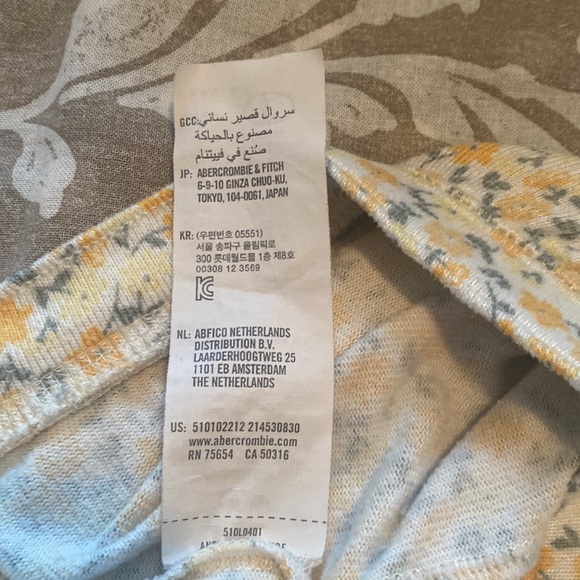 GCC: سروال قصير نسائي
مصنوع بالحياكة
صُنع في فييتنام
JP: ABERCROMBIE & FITCH
6-9-10 GINZA CHUO-KU,
TOKYO, 104-0061, JAPAN
KR: (우편번호 05551)
서울 송파구 올림픽로
300 롯데월드몰 1층 제8호
00308 12 3569
NL: ABFICO NETHERLANDS
DISTRIBUTION B.V.
LAARDERHOOGTWEG 25
1101 EB AMSTERDAM
THE NETHERLANDS
US: 510102212 214530830
www.abercrombie.com
RN 75654 CA 50316
510L0401